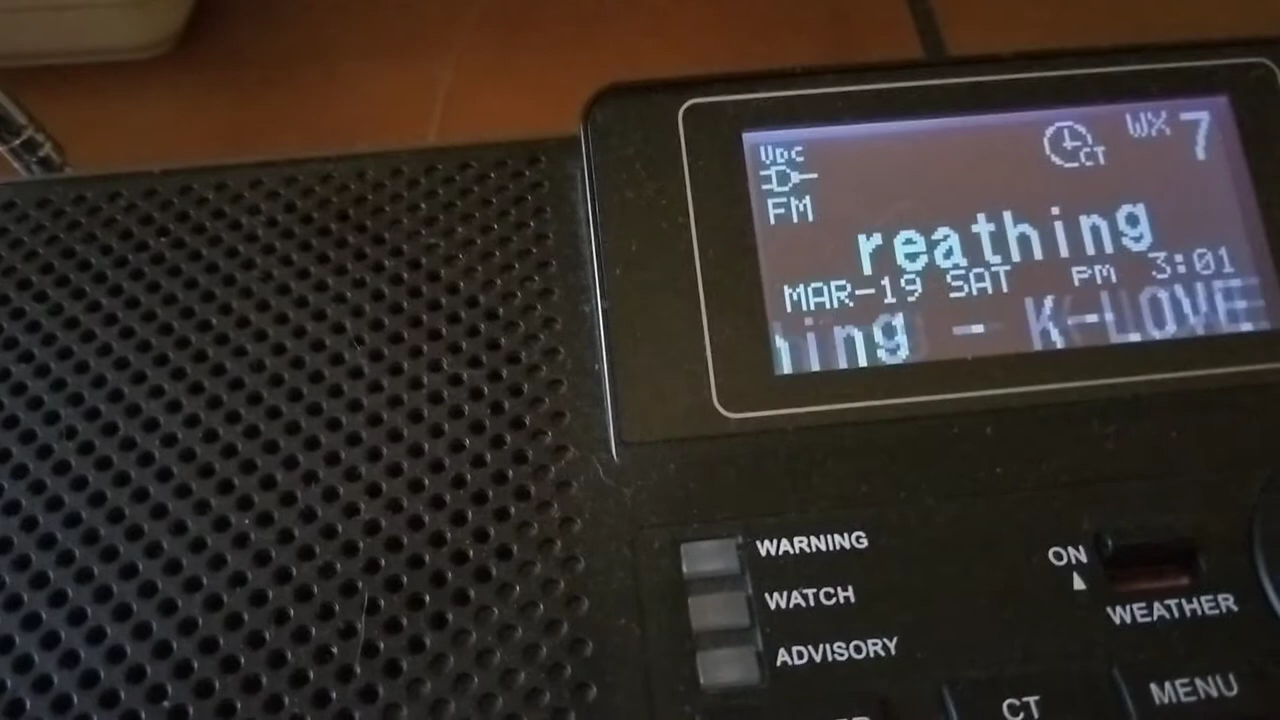 VDC
CT WX 7
FM
reathing
MAR-19 SAT PM 3:01
hing - K-LOVE
WARNING
WATCH
ADVISORY
ON
WEATHER
CT
MENU